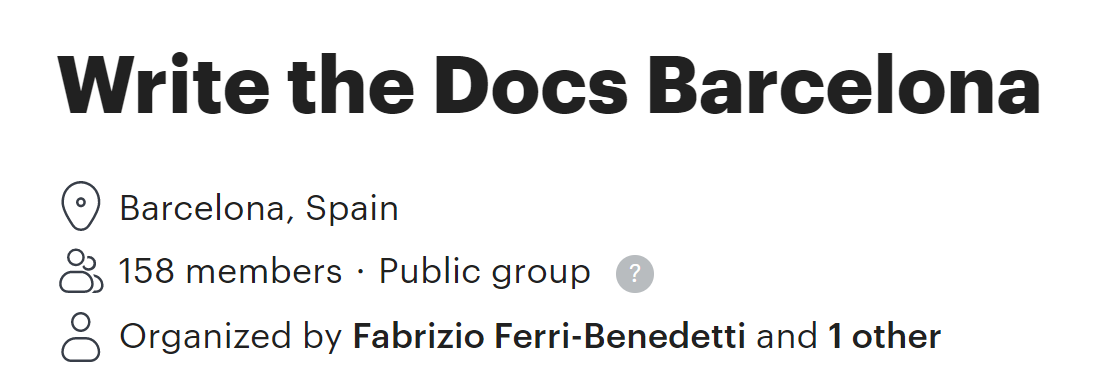 Write the Docs Barcelona
Barcelona, Spain
158 members · Public group ?
Organized by Fabrizio Ferri-Benedetti and 1 other